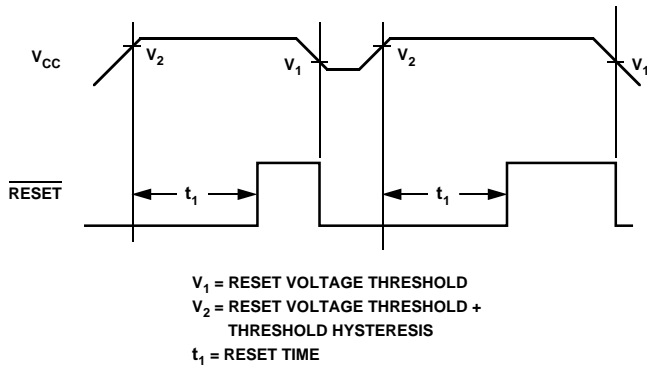 V_CC
V_2
V_1
V_2
V_1
RESET
t_1
t_1
V_1 = RESET VOLTAGE THRESHOLD
V_2 = RESET VOLTAGE THRESHOLD +
THRESHOLD HYSTERESIS
t_1 = RESET TIME